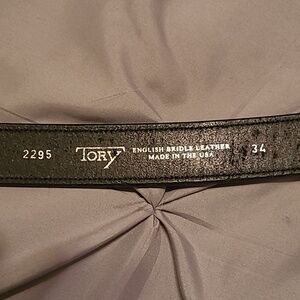 2295 TORY ENGLISH BRIDLE LEATHER 34
MADE IN THE USA